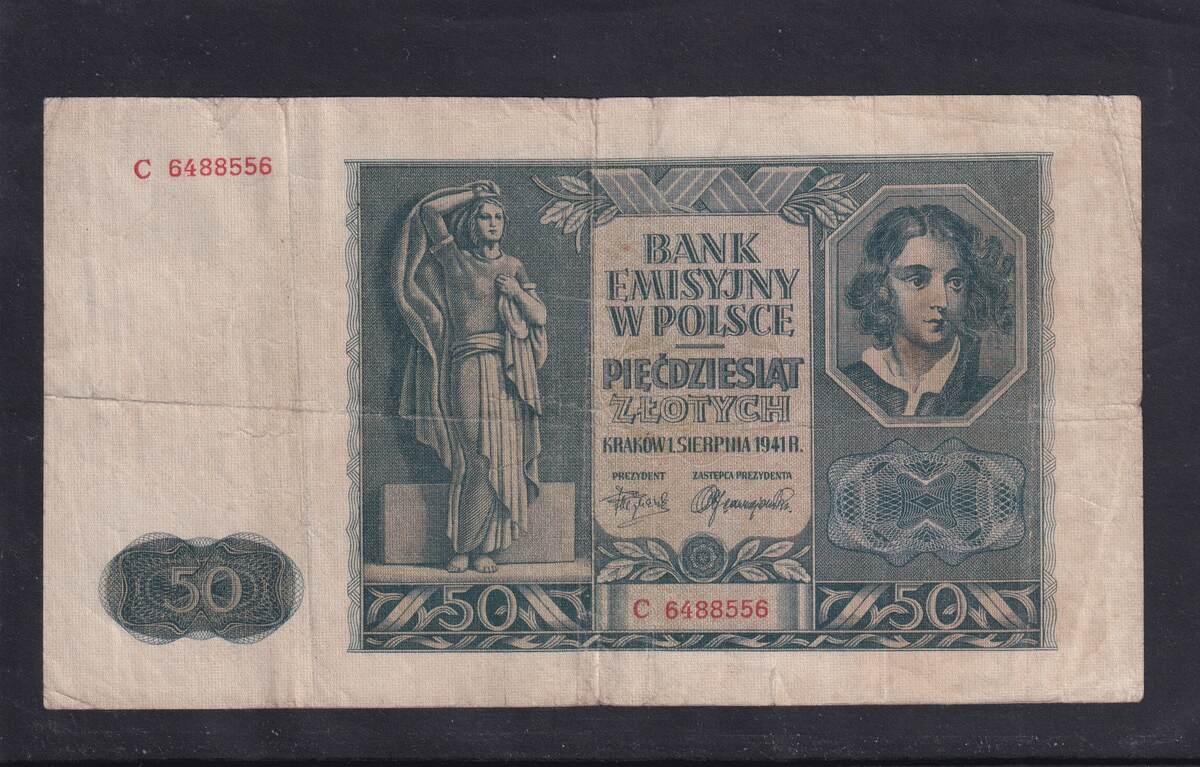 C 6488556
BANK
EMISYJNY
W POLSCE
PIĘĆDZIESIĄT
ZŁOTYCH
KRAKÓW 1. SIERPNIA 1941 R.
PREZYDENT ZASTĘPCA PREZYDENTA
50
50
C 6488556
50